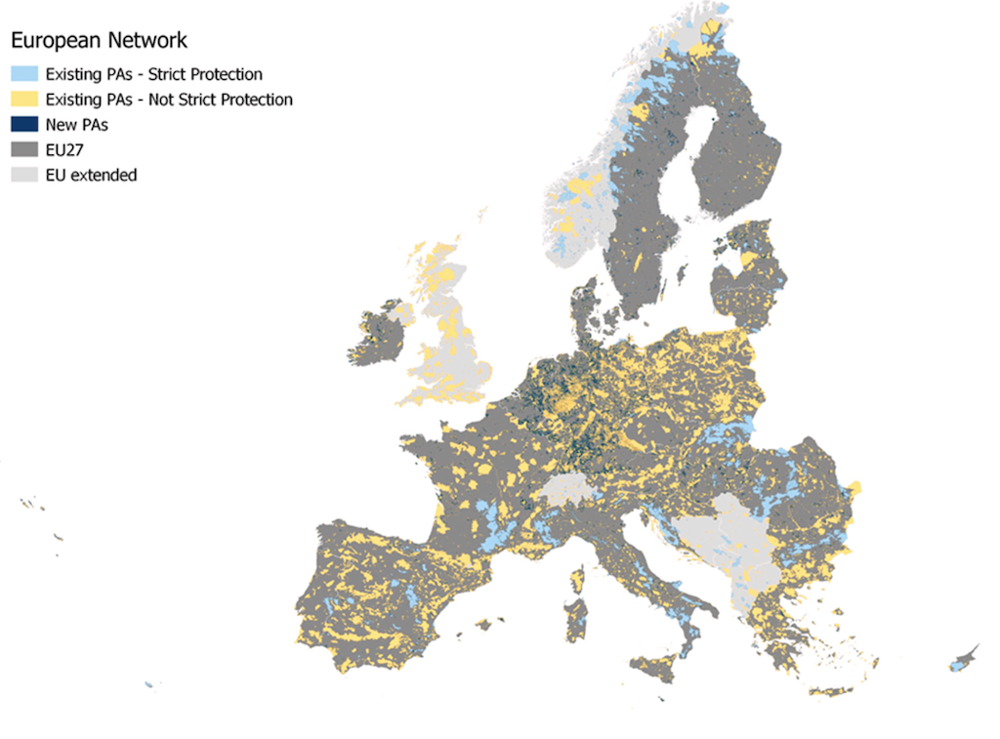 European Network
Existing PAs - Strict Protection
Existing PAs - Not Strict Protection
New PAs
EU27
EU extended